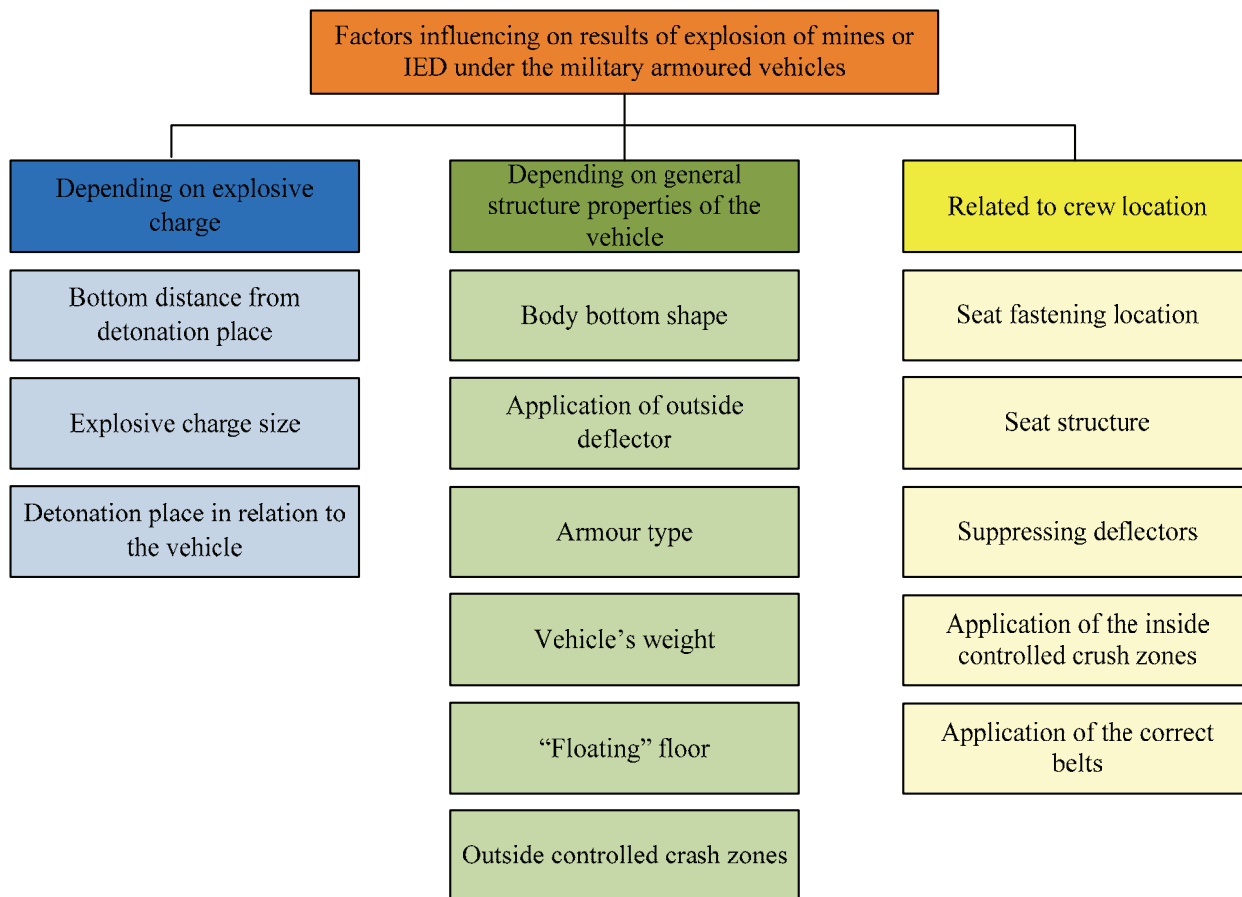 Factors influencing on results of explosion of mines or
IED under the military armoured vehicles
Depending on explosive
charge
Bottom distance from
detonation place
Explosive charge size
Detonation place in relation to
the vehicle
Depending on general
structure properties of the
vehicle
Body bottom shape
Application of outside
deflector
Armour type
Vehicle’s weight
“Floating” floor
Outside controlled crash zones
Related to crew location
Seat fastening location
Seat structure
Suppressing deflectors
Application of the inside
controlled crush zones
Application of the correct
belts